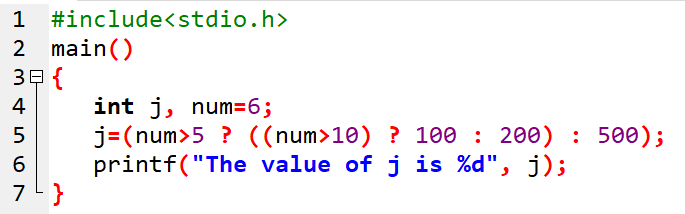 1 #include<stdio.h>
2 main()
3 {
4 int j, num=6;
5 j=(num>5 ? ((num>10) ? 100 : 200) : 500);
6 printf("The value of j is %d", j);
7 }